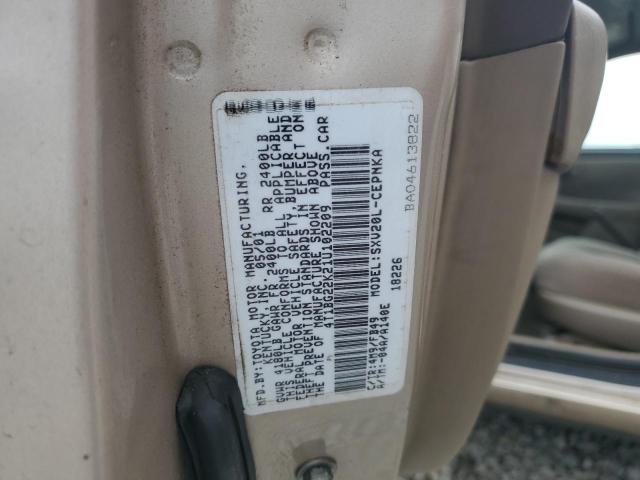 MFD.BY:TOYOTA MOTOR MANUFACTURING,
KENTUCKY, INC. 05/01
GVWR 4180LB GAWR FR 2400LB RR 2400LB
THIS VEHICLE CONFORMS TO ALL APPLICABLE
FEDERAL MOTOR VEHICLE SAFETY, BUMPER AND
THEFT PREVENTION STANDARDS IN EFFECT ON
THE DATE OF MANUFACTURE SHOWN ABOVE
4T1BG22K21U102209 PASS.CAR
C/TR:4M9/FB49 MODEL:SXV20L-CEPNKA
A/TM:-04A/A140E 18226
BA04613822